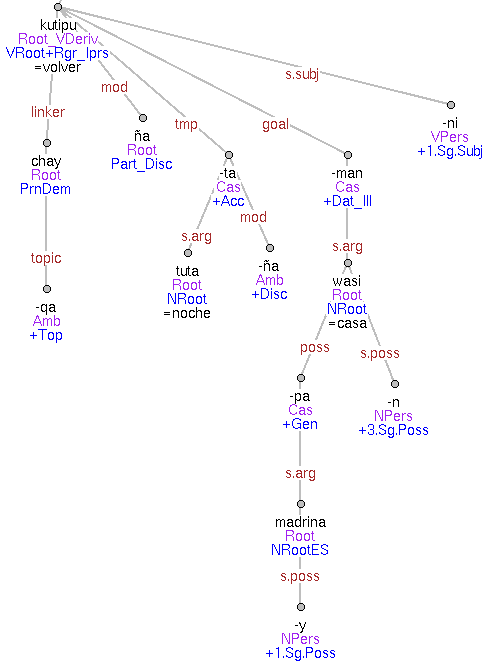 kutipu
Root_VDeriv
VRoot+Rgr_Iprs
=volver
s.subj
mod
linker
tmp
goal
-ni
VPers
+1.Sg.Subj
ña
Root
Part_Disc
chay
Root
PrnDem
-ta
Cas
+Acc
-man
Cas
+Dat_Ill
s.arg
mod
s.arg
topic
tuta
Root
NRoot
=noche
-ña
Amb
+Disc
wasi
Root
NRoot
=casa
-qa
Amb
+Top
poss
s.poss
-pa
Cas
+Gen
-n
NPers
+3.Sg.Poss
s.arg
madrina
Root
NRootES
s.poss
-y
NPers
+1.Sg.Poss